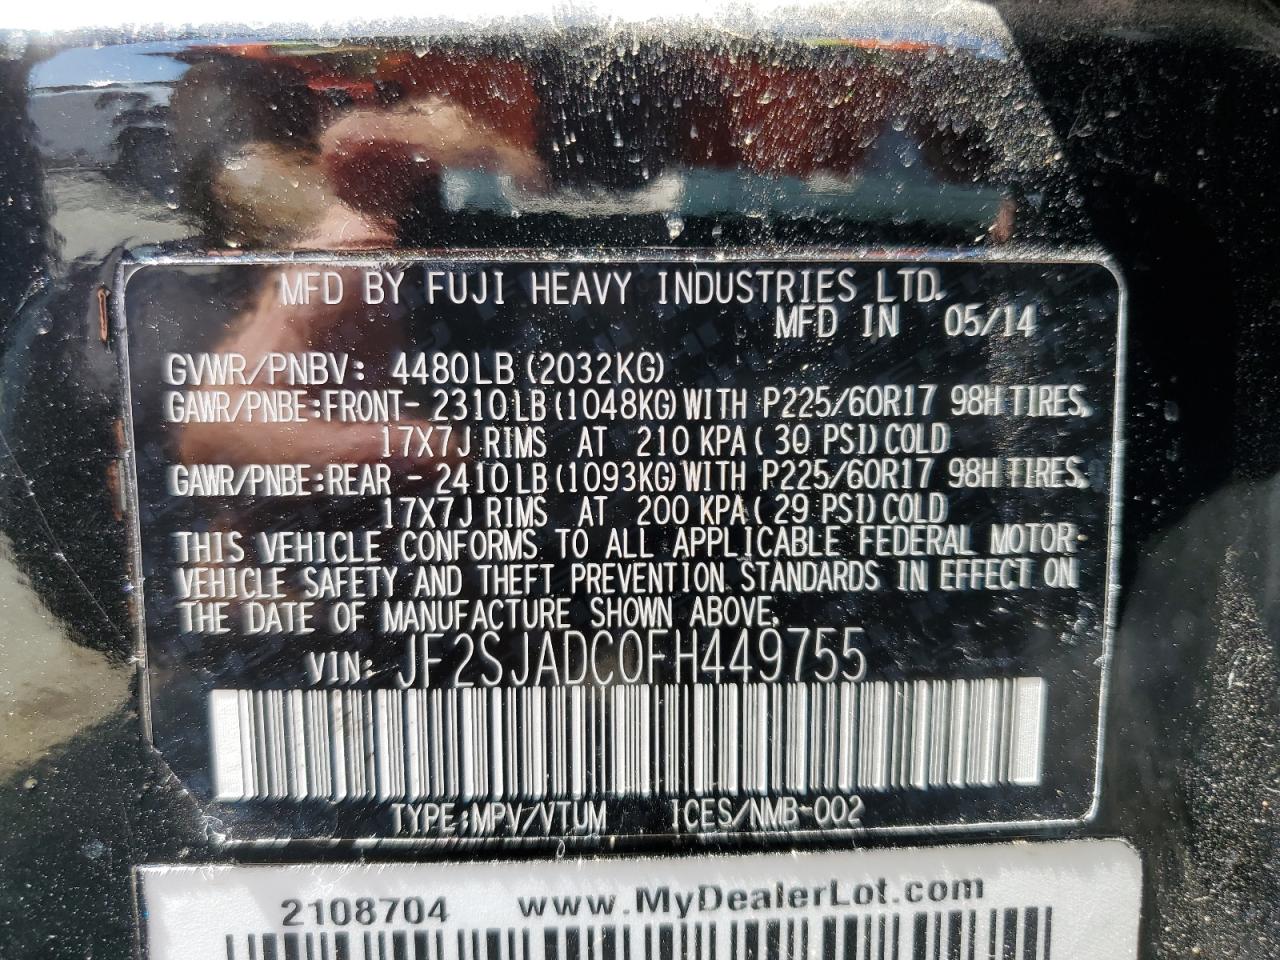 MFD BY FUJI HEAVY INDUSTRIES LTD.
MFD IN 05/14
GVWR/PNBV: 4480LB (2032KG)
GAWR/PNBE:FRONT- 2310LB (1048KG) WITH P225/60R17 98H TIRES,
17X7J RIMS AT 210 KPA ( 30 PSI) COLD
GAWR/PNBE:REAR - 2410LB (1093KG) WITH P225/60R17 98H TIRES,
17X7J RIMS AT 200 KPA ( 29 PSI) COLD
THIS VEHICLE CONFORMS TO ALL APPLICABLE FEDERAL MOTOR-
VEHICLE SAFETY AND THEFT PREVENTION STANDARDS IN EFFECT ON
THE DATE OF MANUFACTURE SHOWN ABOVE.
VIN: JF2SJADC0FH449755
TYPE:MPV/VTUM ICES/NMB-002
2108704 www.MyDealerLot.com